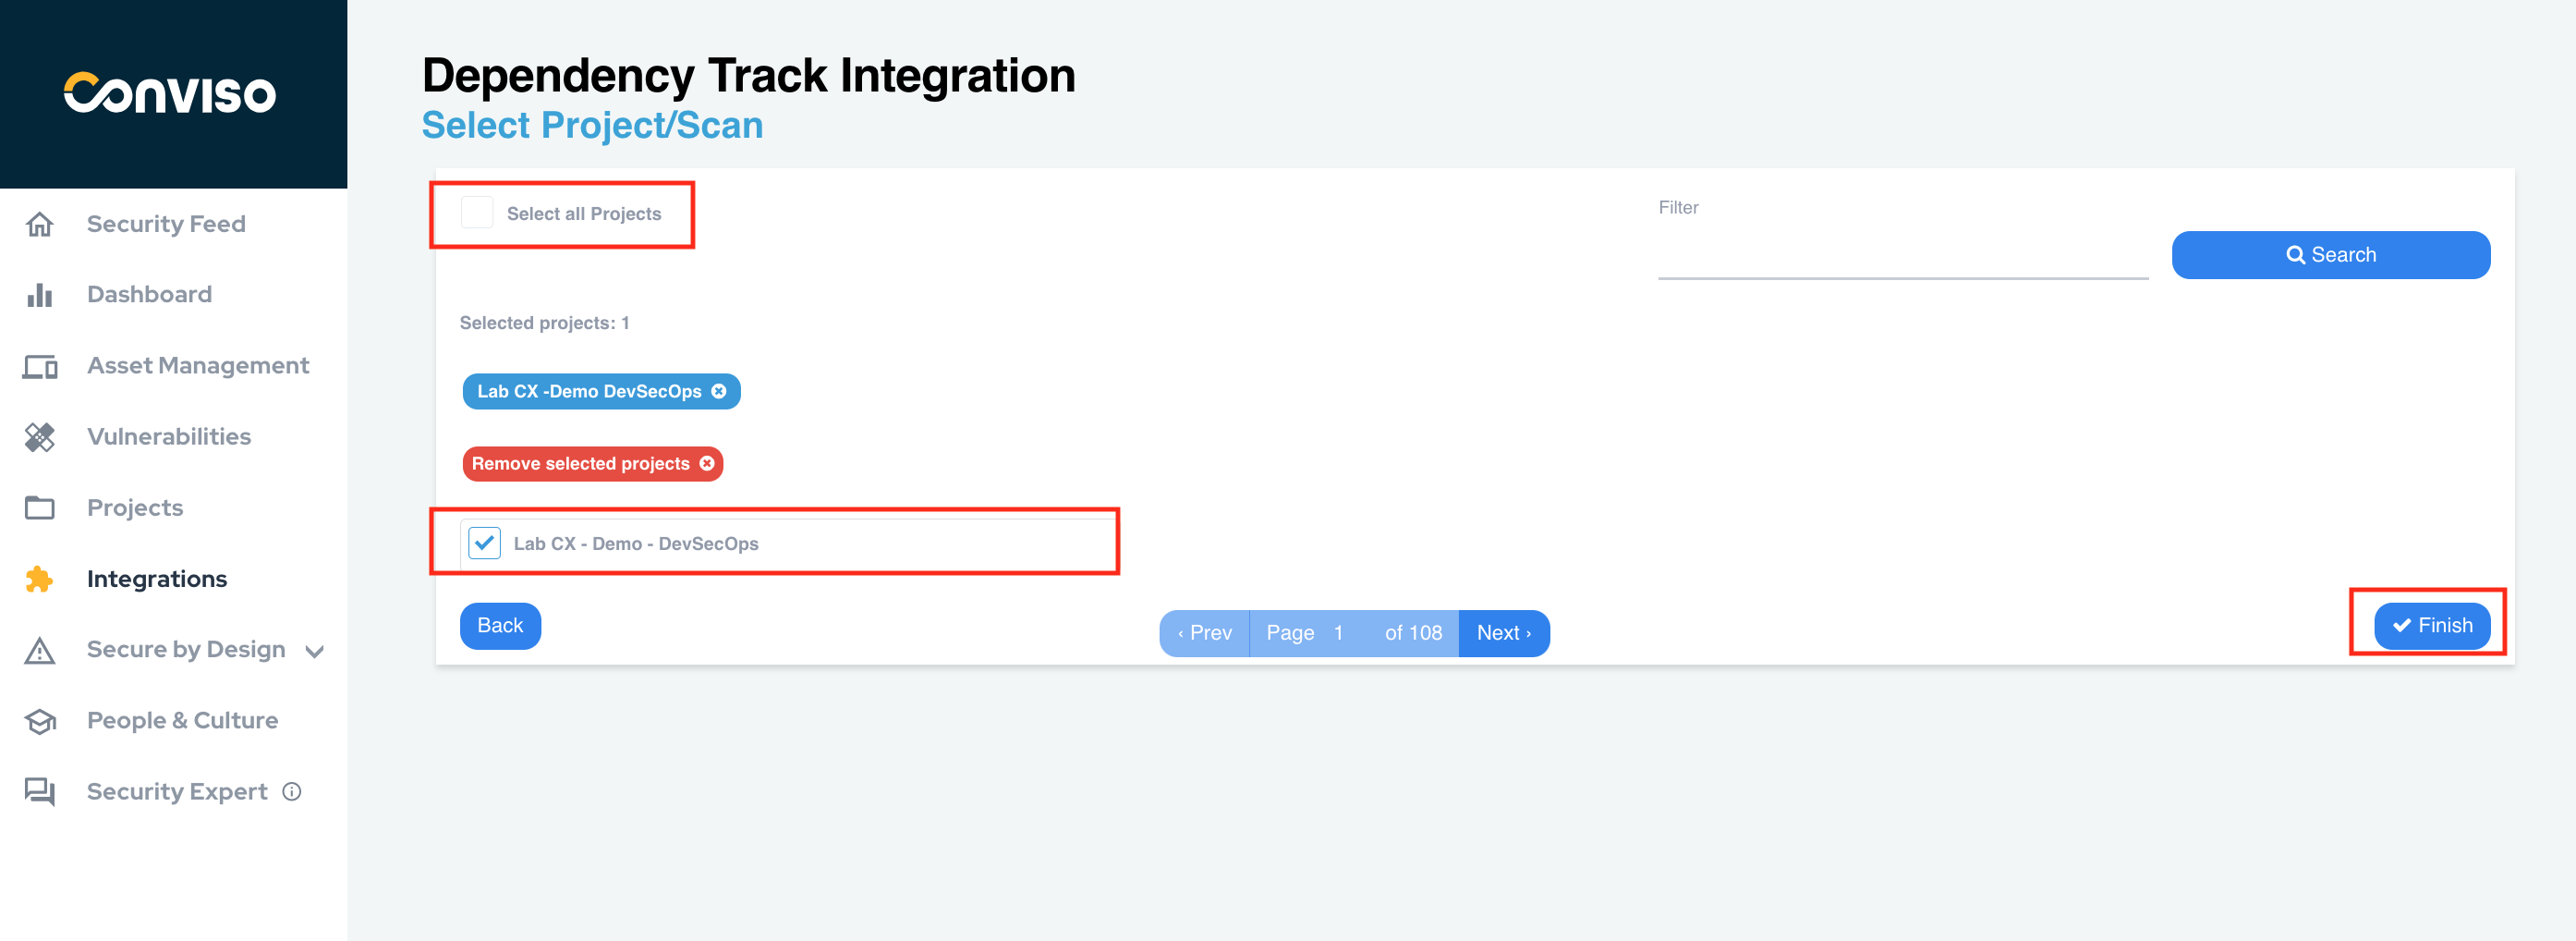 Conviso
Security Feed
Dashboard
Asset Management
Vulnerabilities
Projects
Integrations
Secure by Design
People & Culture
Security Expert
Dependency Track Integration
Select Project/Scan
Select all Projects
Filter
Search
Selected projects: 1
Lab CX -Demo DevSecOps
Remove selected projects
Lab CX - Demo - DevSecOps
Back
‹ Prev Page 1 of 108 Next ›
Finish